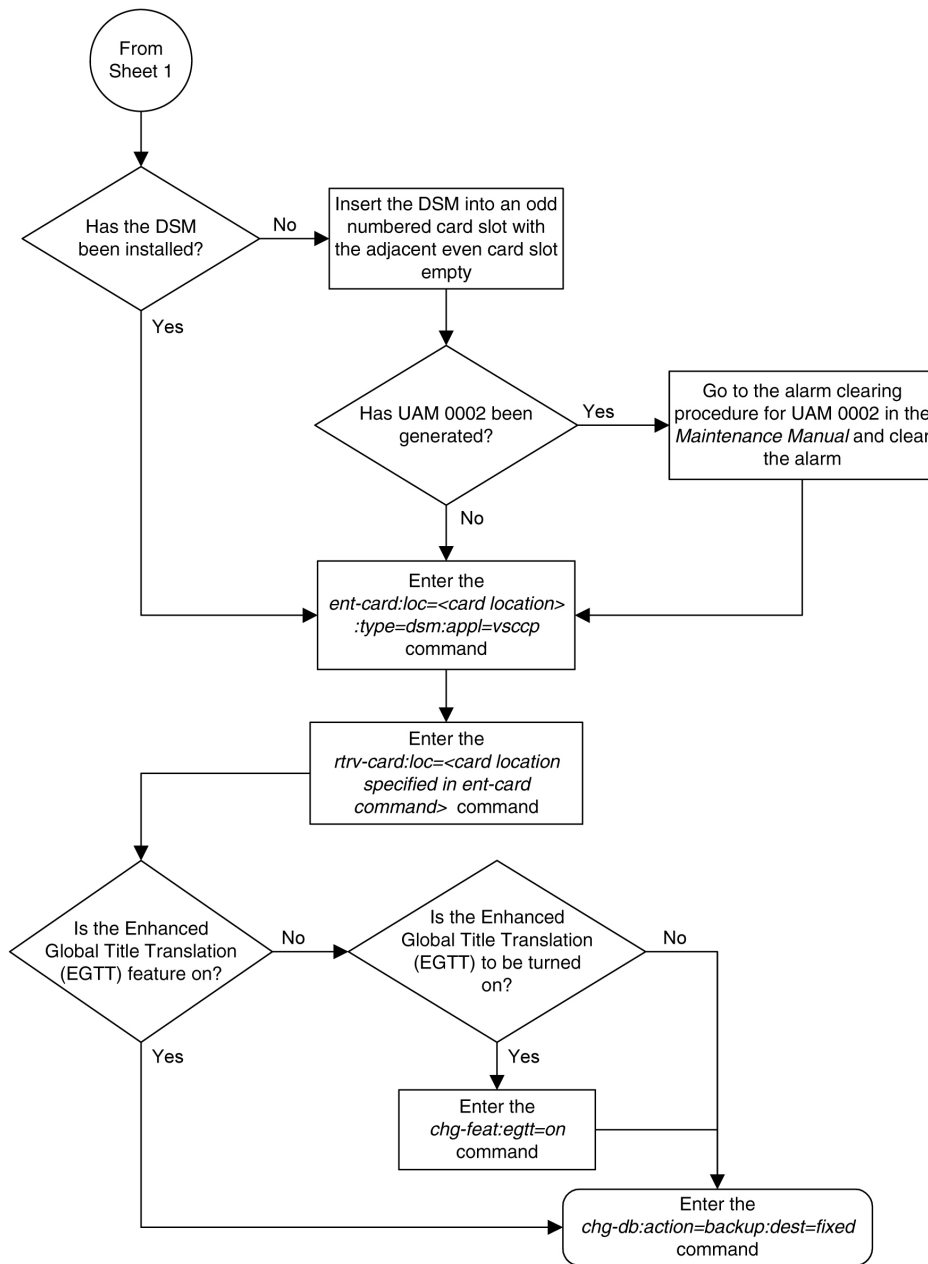 From
Sheet 1
Has the DSM
been installed?
No
Yes
Insert the DSM into an odd
numbered card slot with
the adjacent even card slot
empty
Has UAM 0002 been
generated?
Yes
No
Go to the alarm clearing
procedure for UAM 0002 in the
Maintenance Manual and clear
the alarm
Enter the
ent-card:loc=<card location>
:type=dsm:appl=vsccp
command
Enter the
rtrv-card:loc=<card location
specified in ent-card
command> command
Is the Enhanced
Global Title Translation
(EGTT) feature on?
No
Yes
Is the Enhanced
Global Title Translation
(EGTT) to be turned
on?
No
Yes
Enter the
chg-feat:egtt=on
command
Enter the
chg-db:action=backup:dest=fixed
command